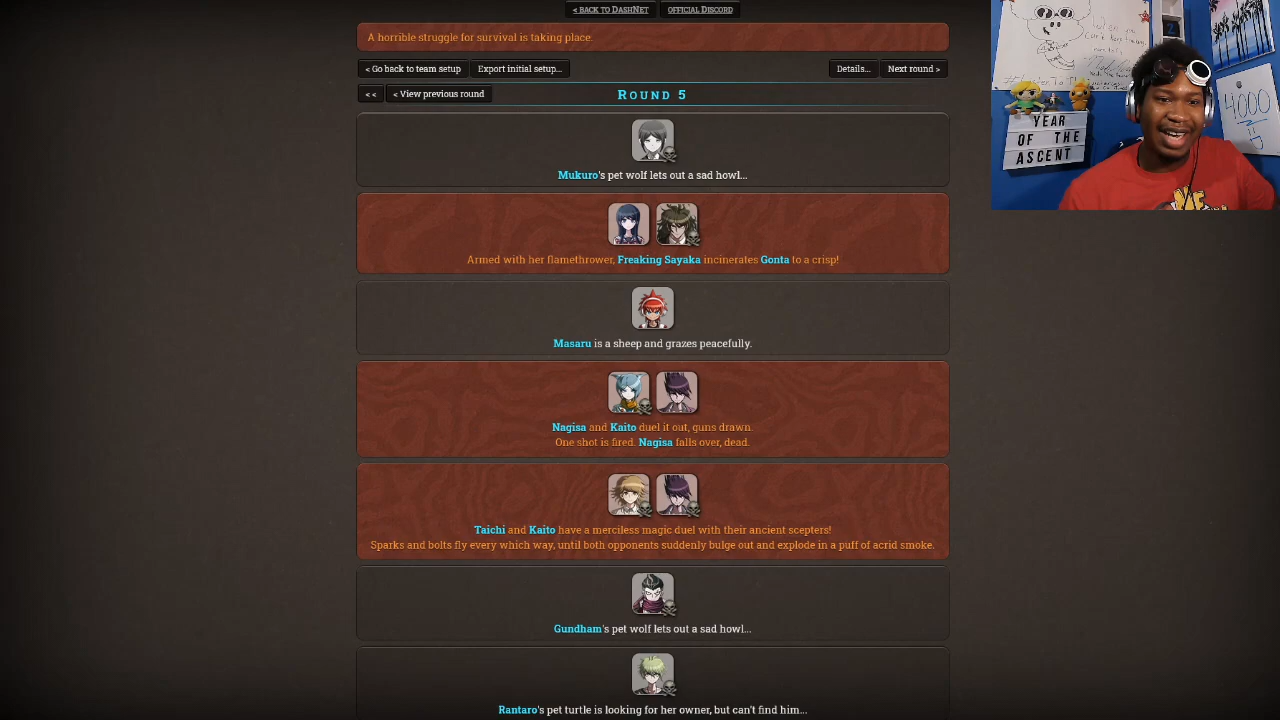 < Back to DashNet
Official Discord
A horrible struggle for survival is taking place.
< Go back to team setup
Export initial setup...
Details...
Next round >
<<
< View previous round
Round 5
Mukuro's pet wolf lets out a sad howl...
Armed with her flamethrower, Freaking Sayaka incinerates Gonta to a crisp!
Masaru is a sheep and grazes peacefully.
Nagisa and Kaito duel it out, guns drawn.
One shot is fired. Nagisa falls over, dead.
Taichi and Kaito have a merciless magic duel with their ancient scepters!
Sparks and bolts fly every which way, until both opponents suddenly bulge out and explode in a puff of acrid smoke.
Gundham's pet wolf lets out a sad howl...
Rantaro's pet turtle is looking for her owner, but can't find him...
YEAR
OF THE
ASCENT
4000